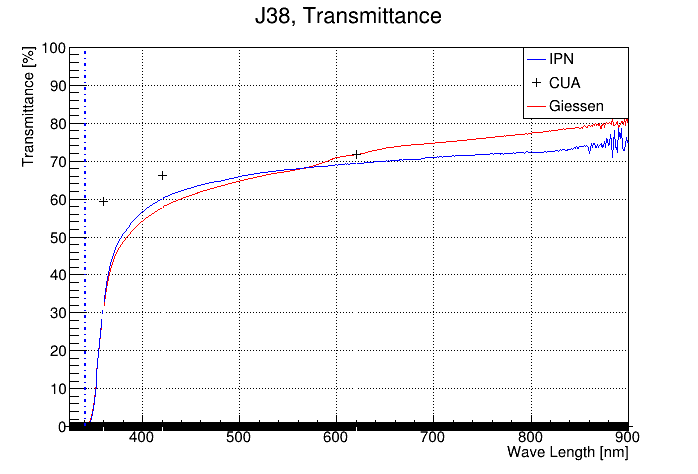 J38, Transmittance
Transmittance [%]
100
90
80
70
60
50
40
30
20
10
0
IPN
CUA
Giessen
400 500 600 700 800 900
Wave Length [nm]